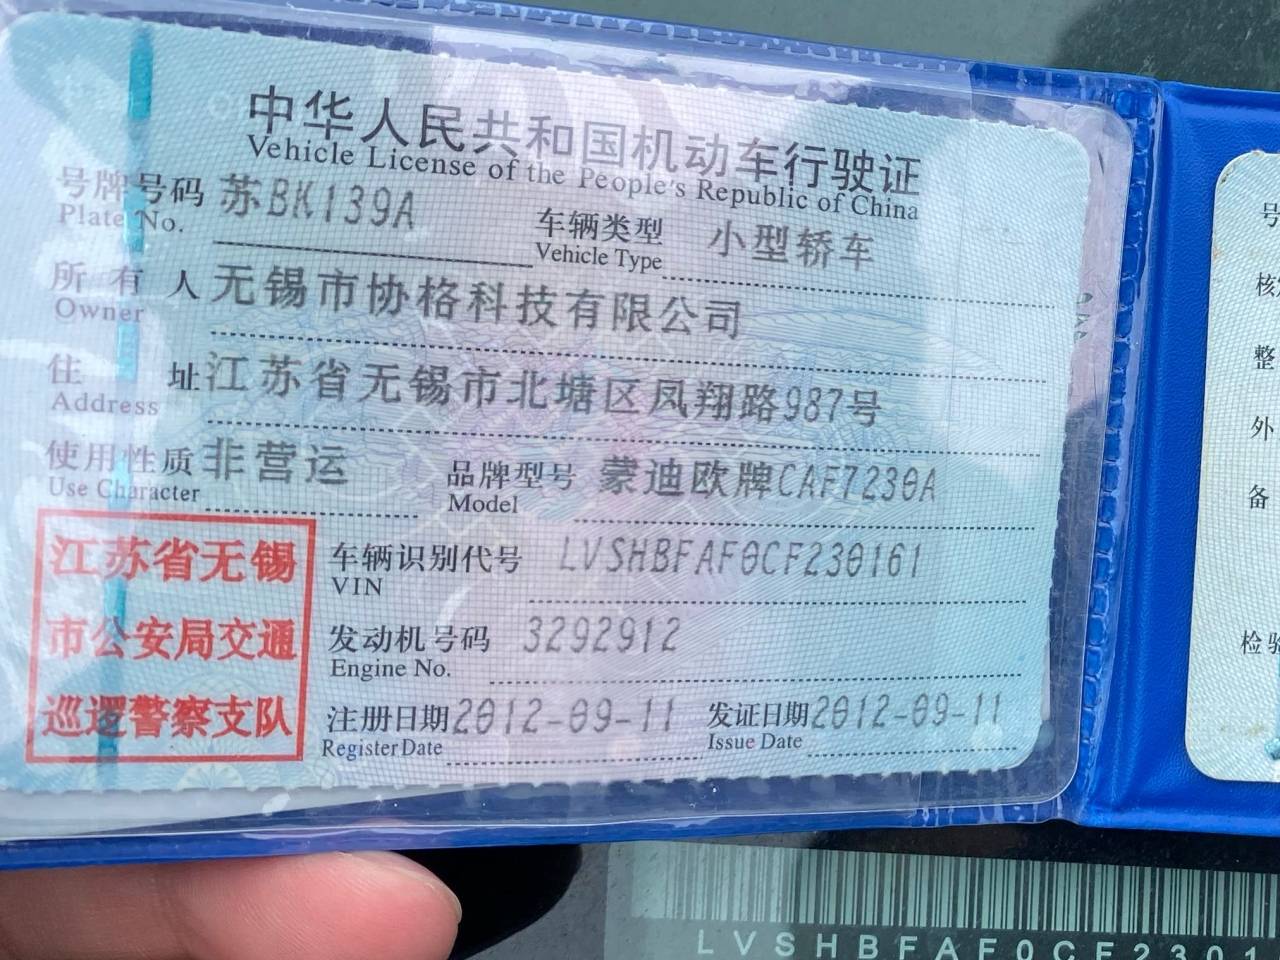 中华人民共和国机动车行驶证
Vehicle License of the People's Republic of China
号牌号码 苏BK139A 车辆类型 小型轿车
Plate No. Vehicle Type
所有人 无锡市协格科技有限公司
Owner
住址 江苏省无锡市北塘区凤翔路987号
Address
使用性质 非营运 品牌型号 蒙迪欧牌CAF7230A
Use Character Model
江苏省无锡
市公安局交通
巡逻警察支队
车辆识别代号 LVSHBFAF0CF230161
VIN
发动机号码 3292912
Engine No.
注册日期 2012-09-11 发证日期 2012-09-11
Register Date Issue Date
号
核
整
外
备
检验
LVSHBFAF0CF2301